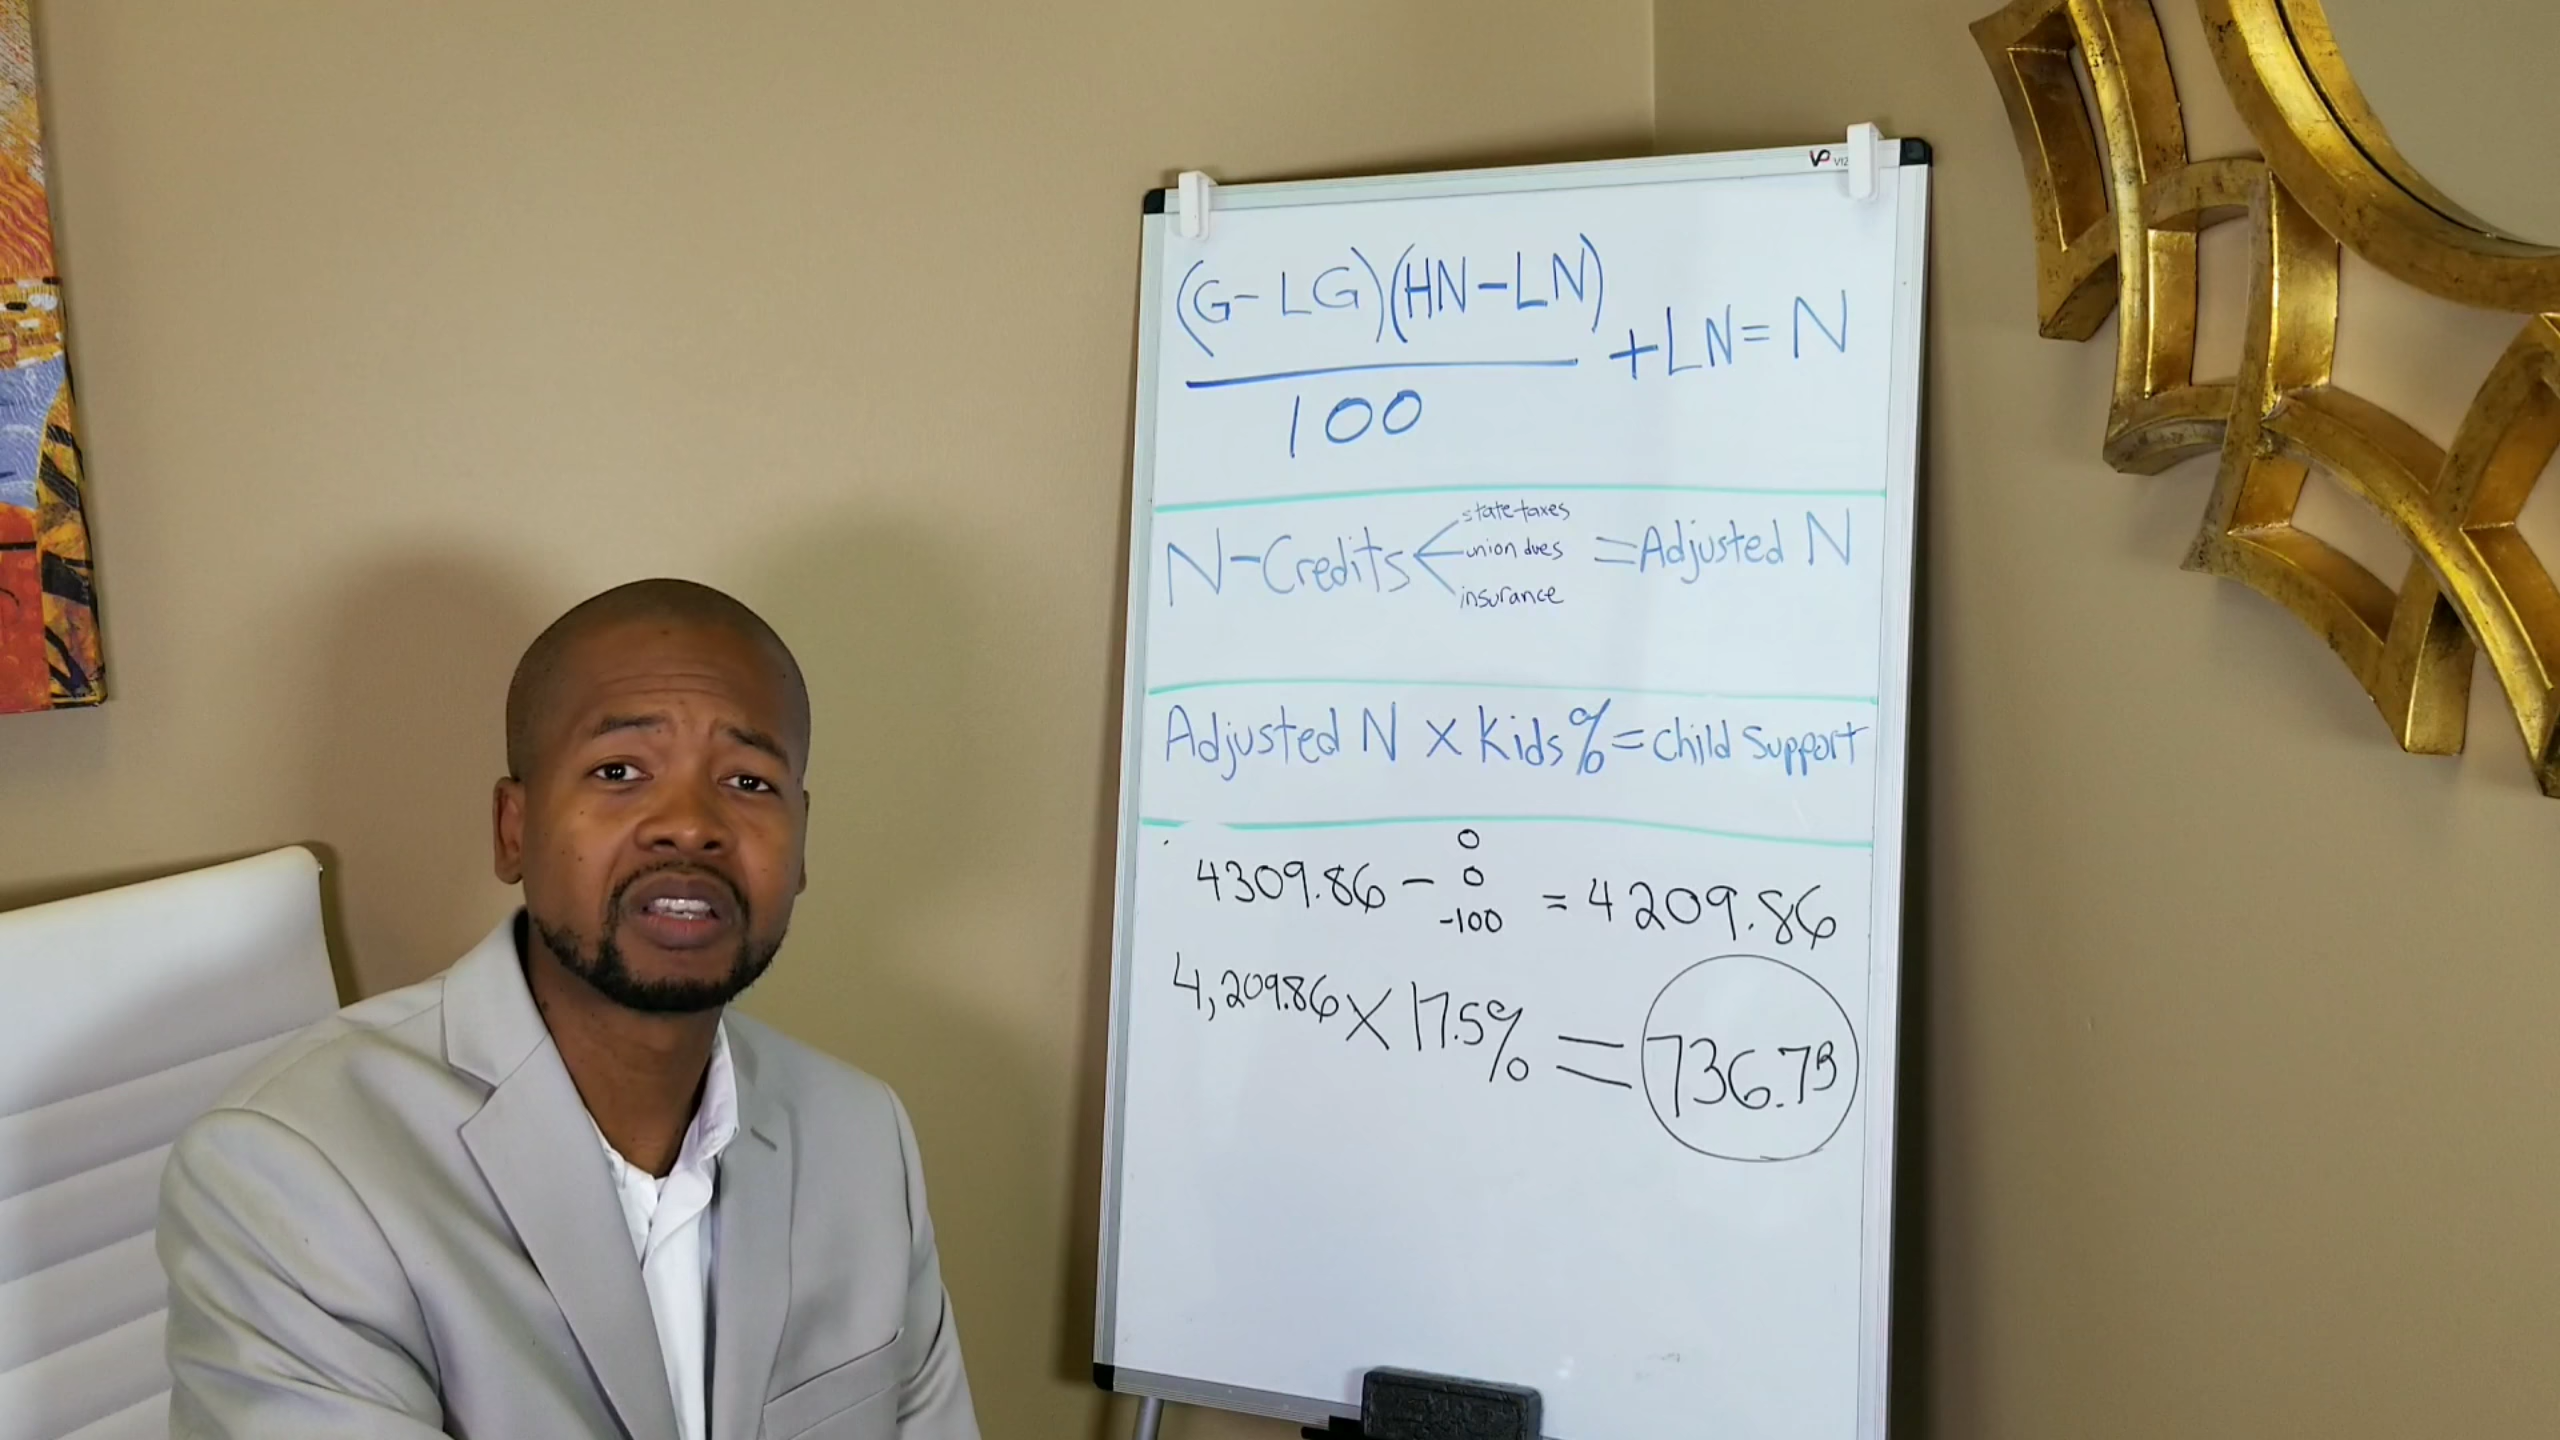 (G-LG)(HN-LN)
+LN=N
100
N-Credits
state taxes
union dues
insurance
=Adjusted N
Adjusted N x Kids%=Child Support
4309.86 -
0
0
-100
= 4209.86
4,209.86 X 17.5% = 736.73